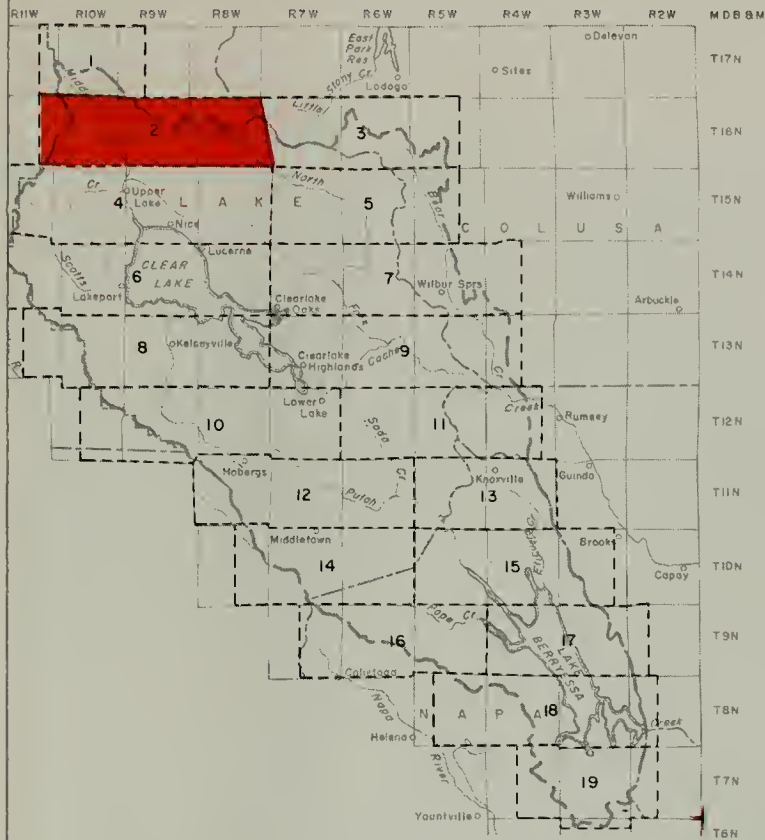 R11W R10W R9W R8W R7W R6W R5W R4W R3W R2W M D B & M
East
Park
Res
Delevan
T17N
1
Stony Cr.
Lodoga
Sites
2
Little
3
T16N
Cr
Upper
Lake
North
Bear
Williams
T15N
4
L A K E
5
Nice
C O L U S A
Lucerne
Scotts
CLEAR
LAKE
6
7
Wilbur Sprs
T14N
Lakeport
Clearlake
Oaks
Arbuckle
8
Kelseyville
Cache
9
T13N
Clearlake
Highlands
Cr
Lower
Lake
Creek
Rumsey
T12N
10
Soda
11
Cr
Hobergs
Knoxville
Guinda
12
Putah
13
T11N
Middletown
Eticuera Cr.
Brooks
14
15
T10N
Capay
Pope Cr
16
17
T9N
LAKE
BERRYESSA
Calistoga
Napa
N A P A
18
T8N
Helena
Creek
River
19
T7N
Yountville
T6N